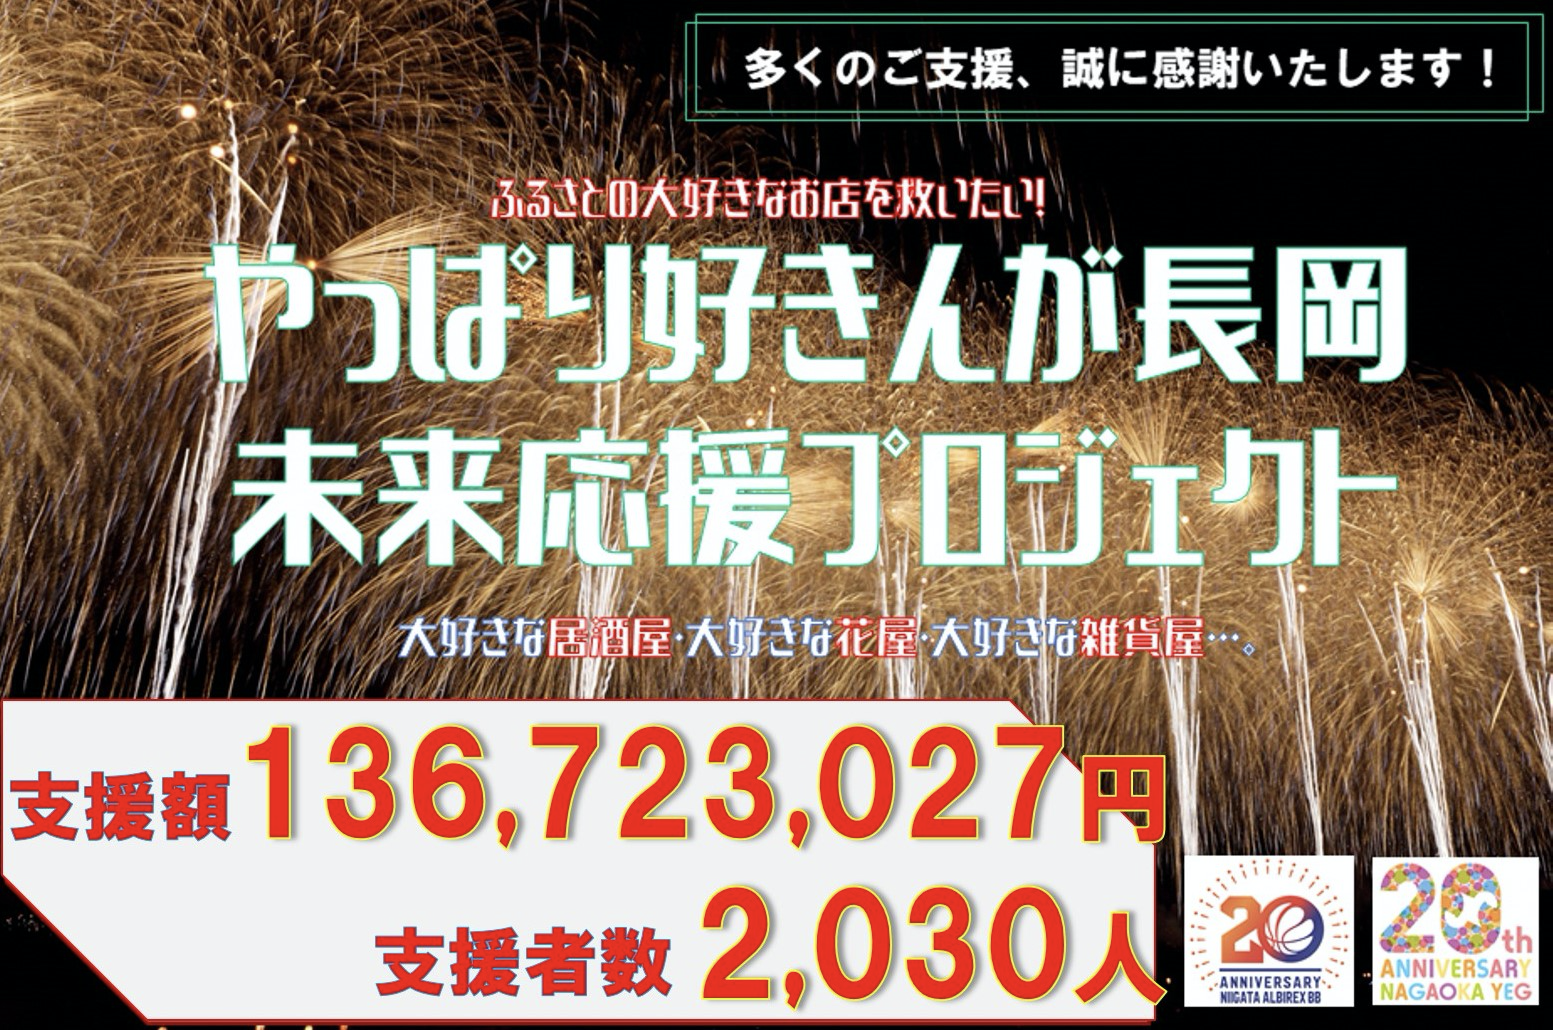 多くのご支援、誠に感謝いたします！
ふるさとの大好きなお店を救いたい!
やっぱり好きんが長岡
未来応援プロジェクト
大好きな居酒屋・大好きな花屋・大好きな雑貨屋…。
支援額136,723,027円
支援者数 2,030人
20
ANNIVERSARY
NIIGATA ALBIREX BB
20th
ANNIVERSARY
NAGAOKA YEG